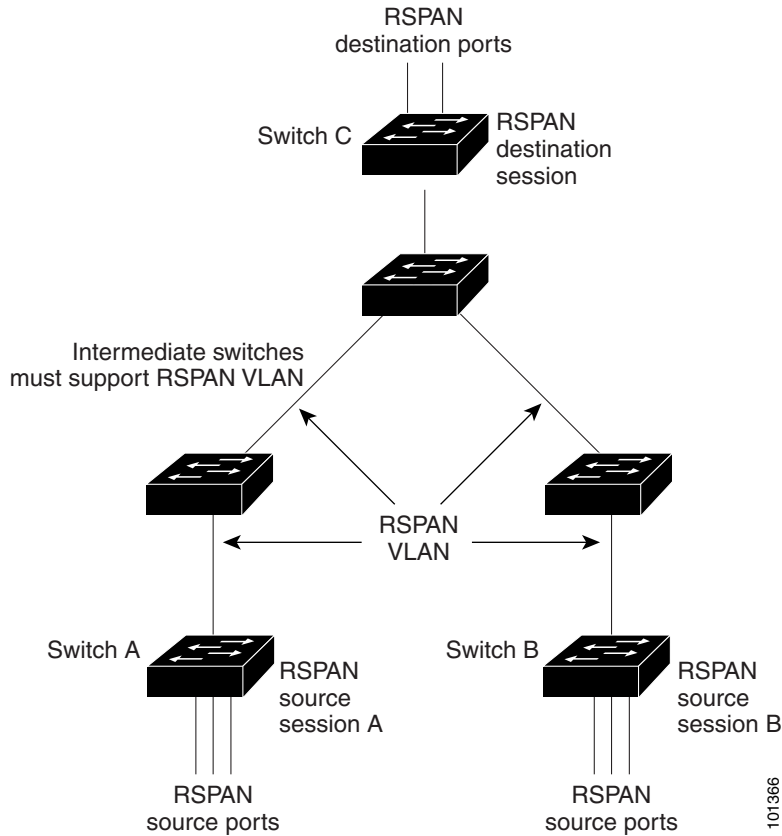 RSPAN
destination ports
Switch C
RSPAN
destination
session
Intermediate switches
must support RSPAN VLAN
RSPAN
VLAN
Switch A
RSPAN
source
session A
Switch B
RSPAN
source
session B
RSPAN
source ports
RSPAN
source ports
101366